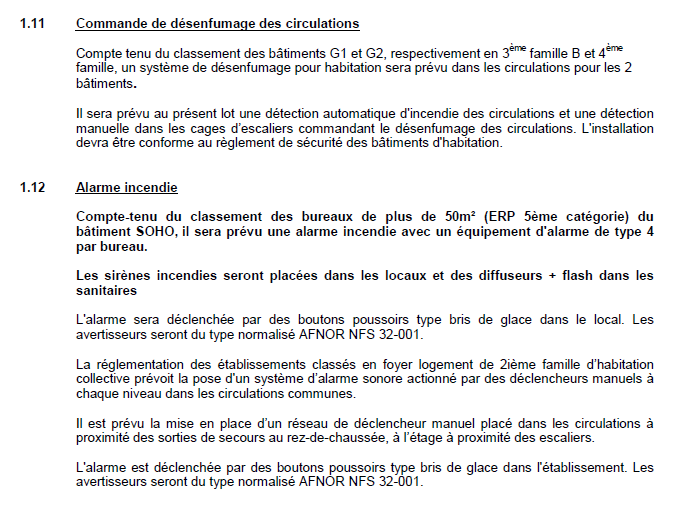 1.11 Commande de désenfumage des circulations
Compte tenu du classement des bâtiments G1 et G2, respectivement en 3ème famille B et 4ème
famille, un système de désenfumage pour habitation sera prévu dans les circulations pour les 2
bâtiments.
Il sera prévu au présent lot une détection automatique d'incendie des circulations et une détection
manuelle dans les cages d'escaliers commandant le désenfumage des circulations. L'installation
devra être conforme au règlement de sécurité des bâtiments d'habitation.
1.12 Alarme incendie
Compte-tenu du classement des bureaux de plus de 50m² (ERP 5ème catégorie) du
bâtiment SOHO, il sera prévu une alarme incendie avec un équipement d'alarme de type 4
par bureau.
Les sirènes incendies seront placées dans les locaux et des diffuseurs + flash dans les
sanitaires
L'alarme sera déclenchée par des boutons poussoirs type bris de glace dans le local. Les
avertisseurs seront du type normalisé AFNOR NFS 32-001.
La réglementation des établissements classés en foyer logement de 2ième famille d'habitation
collective prévoit la pose d'un système d'alarme sonore actionné par des déclencheurs manuels à
chaque niveau dans les circulations communes.
Il est prévu la mise en place d'un réseau de déclencheur manuel placé dans les circulations à
proximité des sorties de secours au rez-de-chaussée, à l'étage à proximité des escaliers.
L'alarme est déclenchée par des boutons poussoirs type bris de glace dans l'établissement. Les
avertisseurs seront du type normalisé AFNOR NFS 32-001.